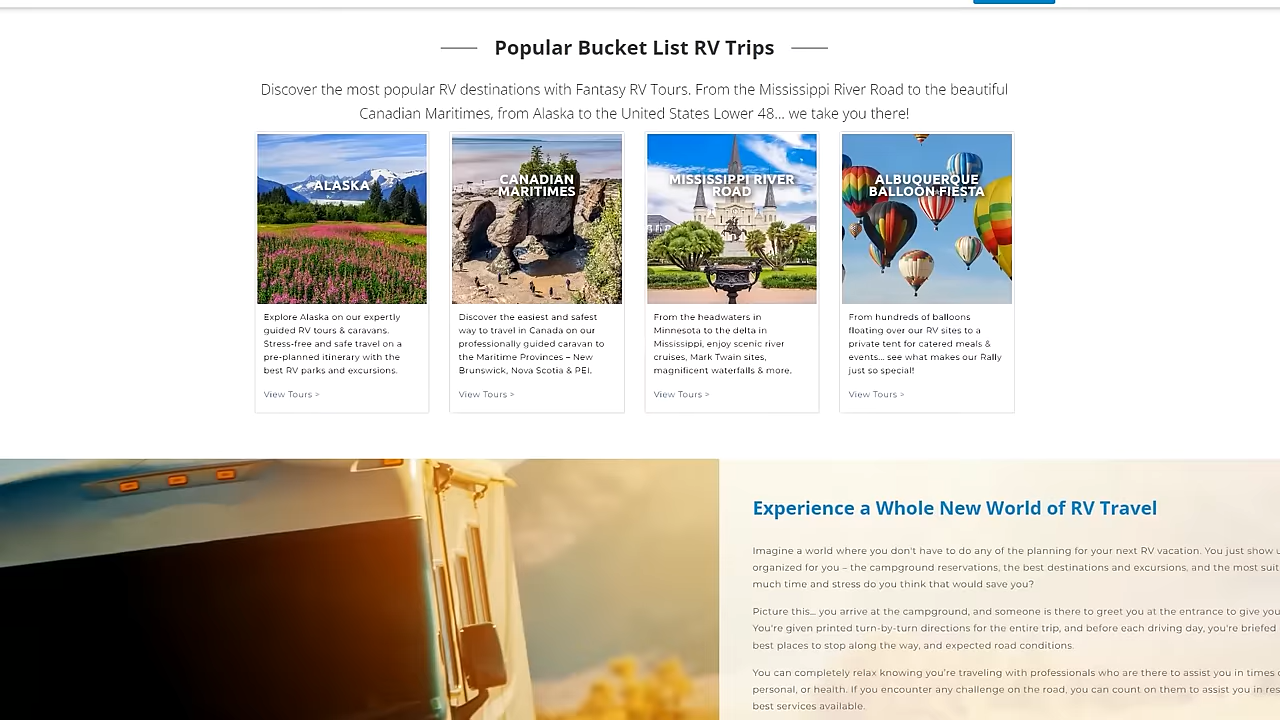 Popular Bucket List RV Trips
Discover the most popular RV destinations with Fantasy RV Tours. From the Mississippi River Road to the beautiful
Canadian Maritimes, from Alaska to the United States Lower 48... we take you there!
ALASKA
Explore Alaska on our expertly
guided RV tours & caravans.
Stress-free and safe travel on a
pre-planned itinerary with the
best RV parks and excursions.
View Tours >
CANADIAN
MARITIMES
Discover the easiest and safest
way to travel in Canada on our
professionally guided caravan to
the Maritime Provinces – New
Brunswick, Nova Scotia & PEI.
View Tours >
MISSISSIPPI RIVER
ROAD
From the headwaters in
Minnesota to the delta in
Mississippi, enjoy scenic river
cruises, Mark Twain sites,
magnificent waterfalls & more.
View Tours >
ALBUQUERQUE
BALLOON FIESTA
From hundreds of balloons
floating over our RV sites to a
private tent for catered meals &
events... see what makes our Rally
just so special!
View Tours >
Experience a Whole New World of RV Travel
Imagine a world where you don't have to do any of the planning for your next RV vacation. You just show
organized for you – the campground reservations, the best destinations and excursions, and the most
much time and stress do you think that would save you?
Picture this... you arrive at the campground, and someone is there to greet you at the entrance to give
You're given printed turn-by-turn directions for the entire trip, and before each driving day, you're briefed
best places to stop along the way, and expected road conditions.
You can completely relax knowing you're traveling with professionals who are there to assist you in times
personal, or health. If you encounter any challenge on the road, you can count on them to assist you in
best services available.